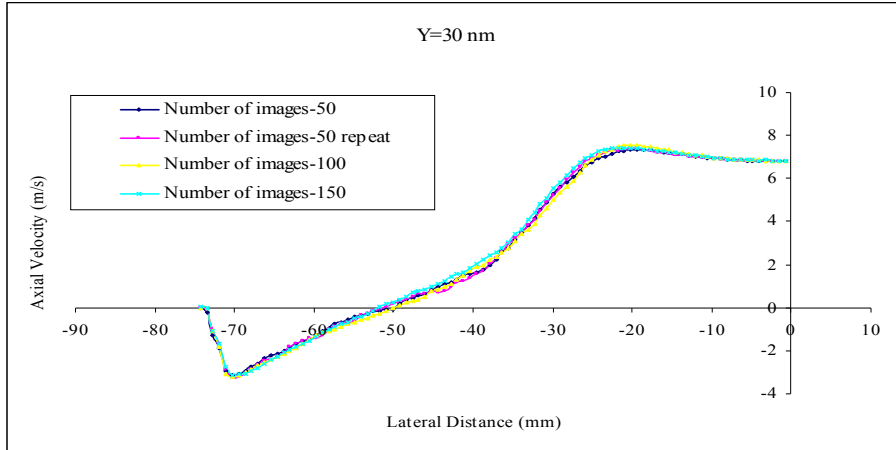 Y=30 nm
Number of images-50
Number of images-50 repeat
Number of images-100
Number of images-150
Axial Velocity (m/s)
10
8
6
4
2
0
-2
-4
-90 -80 -70 -60 -50 -40 -30 -20 -10 0 10
Lateral Distance (mm)